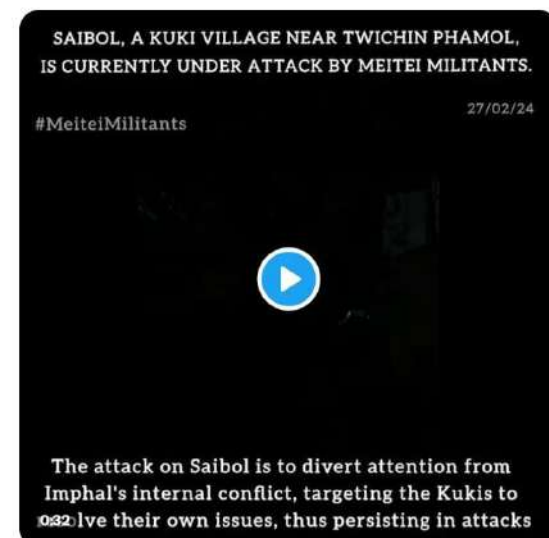 SAIBOL, A KUKI VILLAGE NEAR TWICHIN PHAMOL,
IS CURRENTLY UNDER ATTACK BY MEITEI MILITANTS.
27/02/24
#MeiteiMilitants
The attack on Saibol is to divert attention from
Imphal's internal conflict, targeting the Kukis to
0:32 lve their own issues, thus persisting in attacks